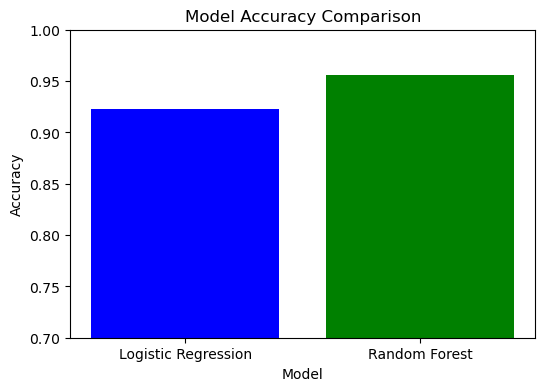 Model Accuracy Comparison
1.00
0.95
0.90
0.85
0.80
0.75
0.70
Accuracy
Logistic Regression
Random Forest
Model